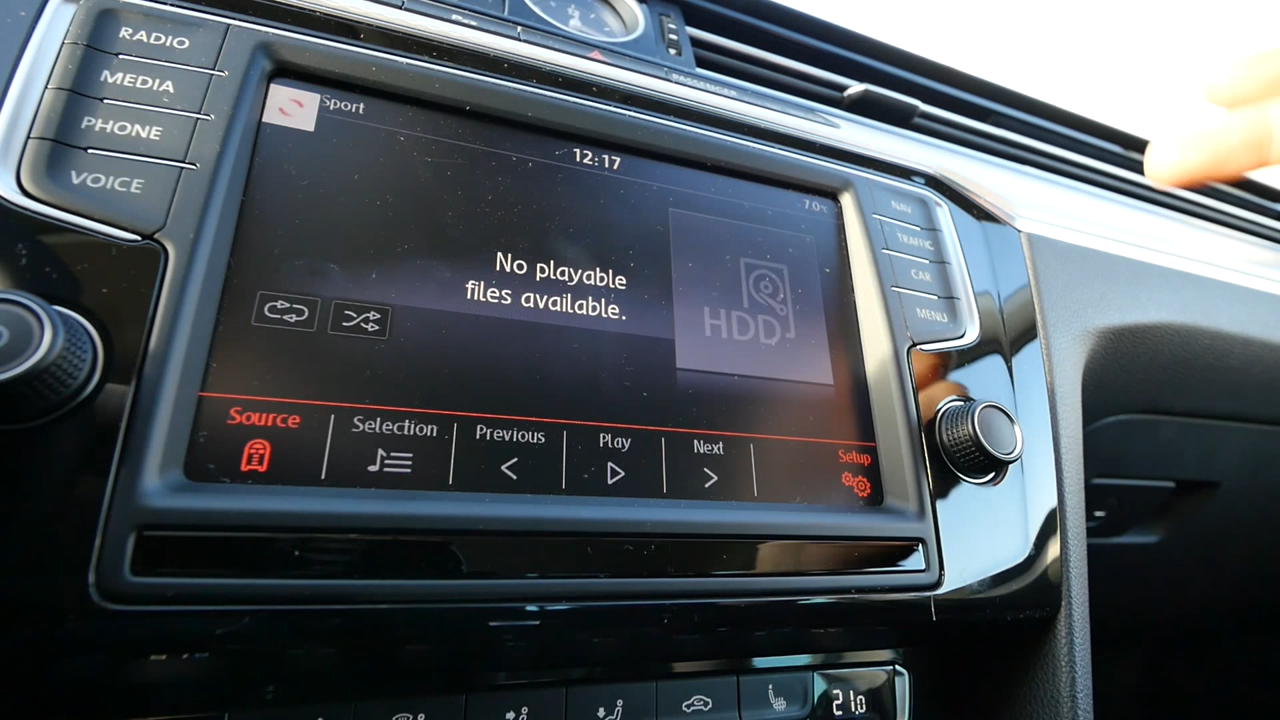 RADIO
MEDIA
PHONE
VOICE
Sport
12:17
7.0°C
No playable
files available.
HDD
Source
Selection
Previous
Play
Next
Setup
NAV
TRAFFIC
CAR
MENU
PASSENGER
21.0